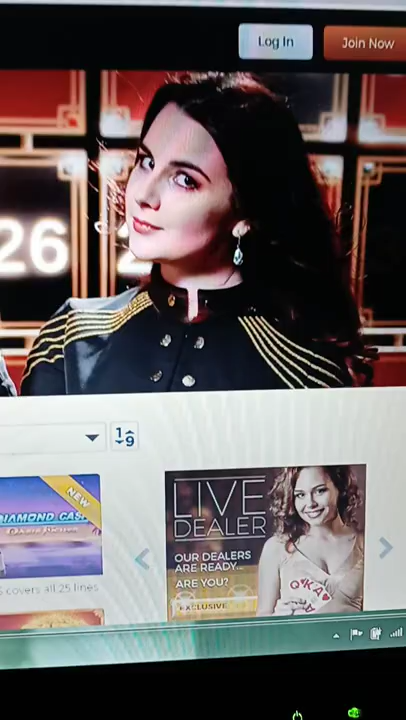 Log In
Join Now
26
2
1
9
NEW
DIAMOND CAS
covers all 25 lines
LIVE
DEALER
OUR DEALERS
ARE READY...
ARE YOU?
EXCLUSIVE
Q K A